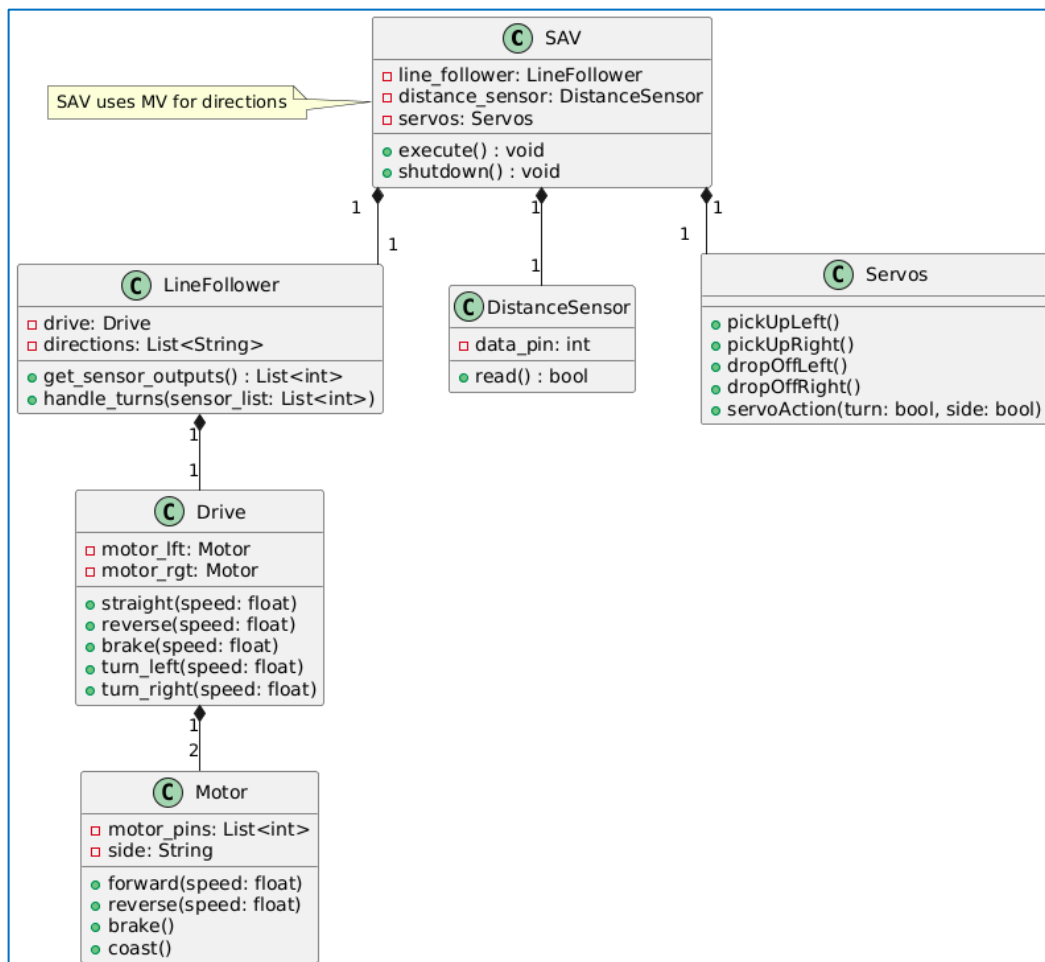 C SAV
line_follower: LineFollower
distance_sensor: DistanceSensor
servos: Servos
execute() : void
shutdown() : void
SAV uses MV for directions
1
1
1
1
1
1
C LineFollower
drive: Drive
directions: List<String>
get_sensor_outputs() : List<int>
handle_turns(sensor_list: List<int>)
C DistanceSensor
data_pin: int
read() : bool
C Servos
pickUpLeft()
pickUpRight()
dropOffLeft()
dropOffRight()
servoAction(turn: bool, side: bool)
1
1
C Drive
motor_lft: Motor
motor_rgt: Motor
straight(speed: float)
reverse(speed: float)
brake(speed: float)
turn_left(speed: float)
turn_right(speed: float)
1
2
C Motor
motor_pins: List<int>
side: String
forward(speed: float)
reverse(speed: float)
brake()
coast()